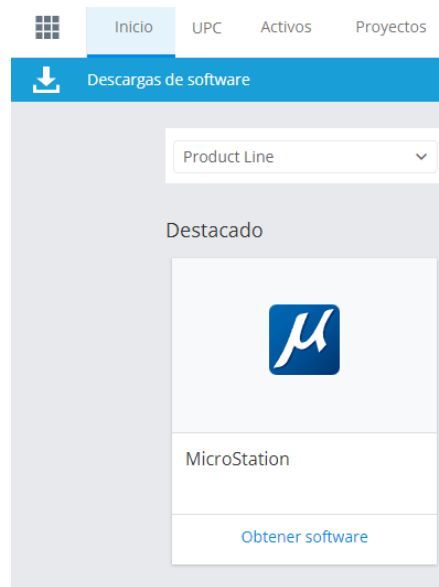 Inicio UPC Activos Proyectos
Descargas de software
Product Line
Destacado
μ
MicroStation
Obtener software